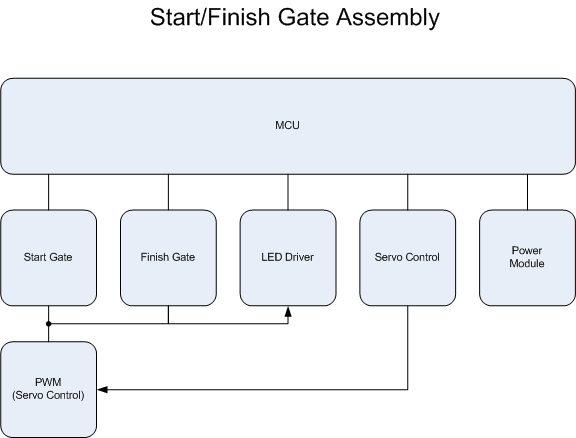 Start/Finish Gate Assembly
MCU
Start Gate
Finish Gate
LED Driver
Servo Control
Power
Module
PWM
(Servo Control)